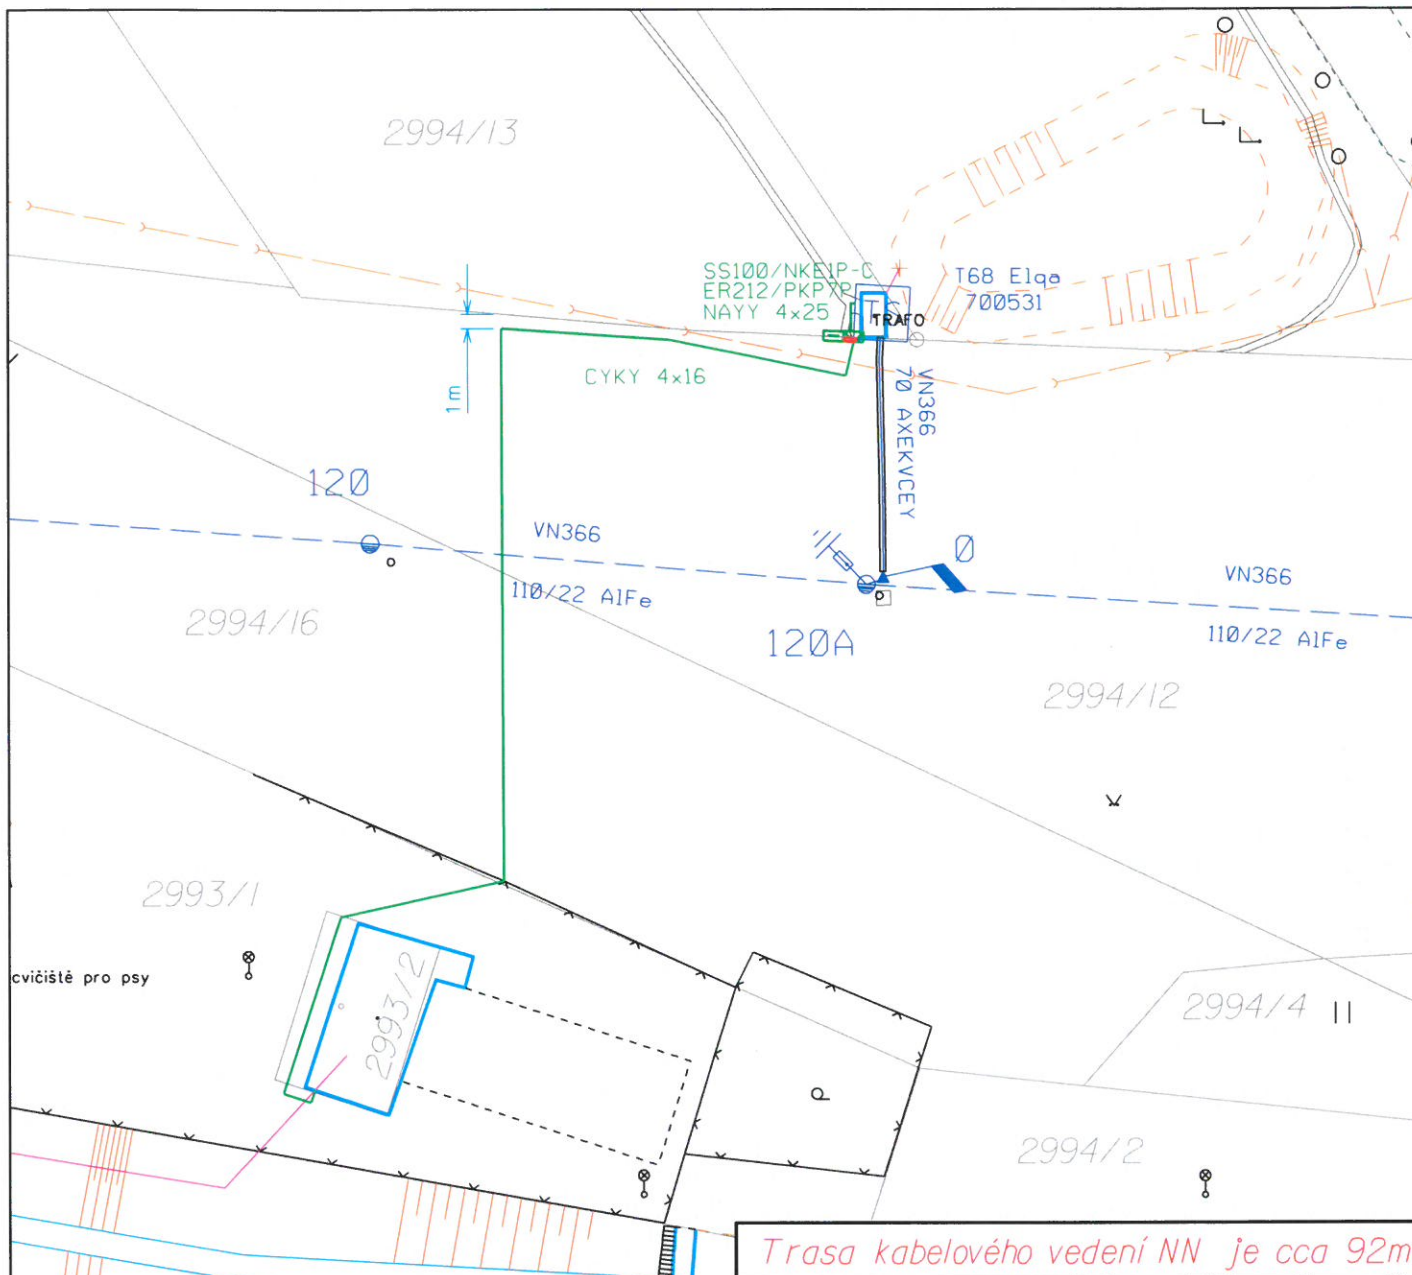 2994/13
SS100/NKE1P-C
ER212/PKP7P
NAYY 4x25
TS
TRAFO
T68 Elqa
700531
CYKY 4x16
1m
VN366
70 AXEKVCEY
120
VN366
110/22 AlFe
0
VN366
110/22 AlFe
120A
2994/16
2994/12
2993/1
cvičiště pro psy
2993/2
2994/4
2994/2
Trasa kabelového vedení NN je cca 92m